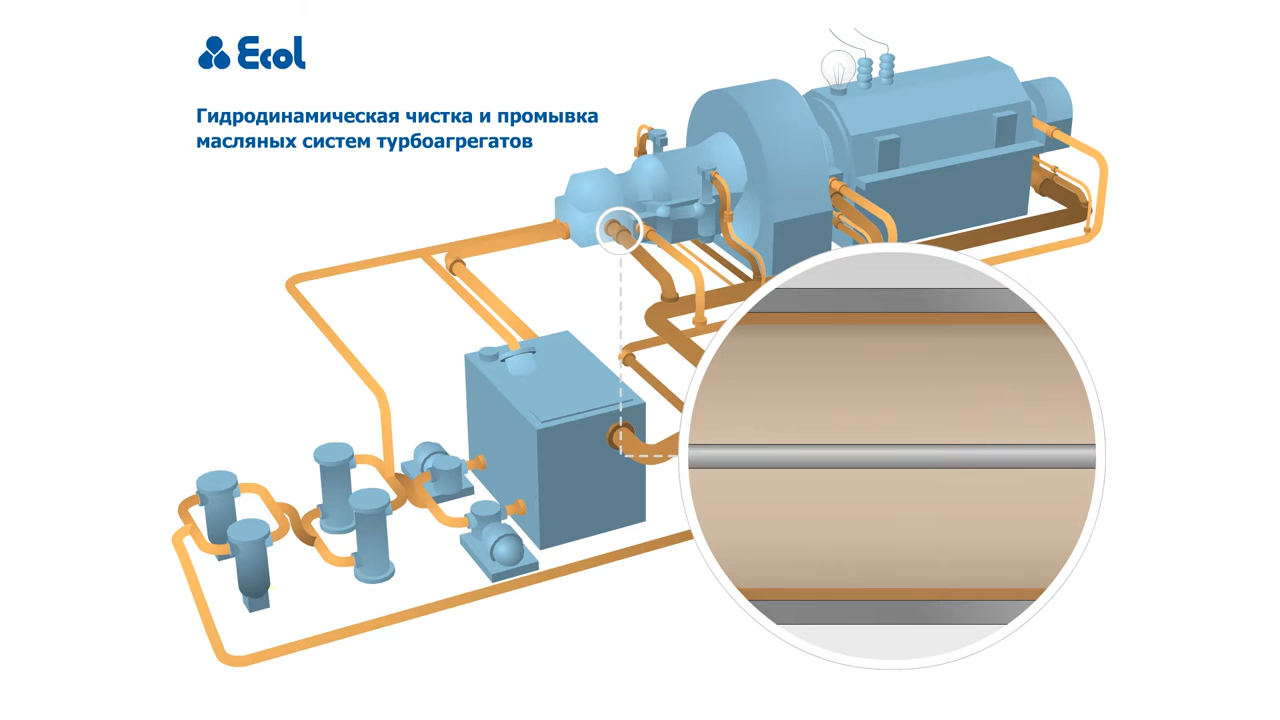 Ecol
Гидродинамическая чистка и промывка
масляных систем турбоагрегатов